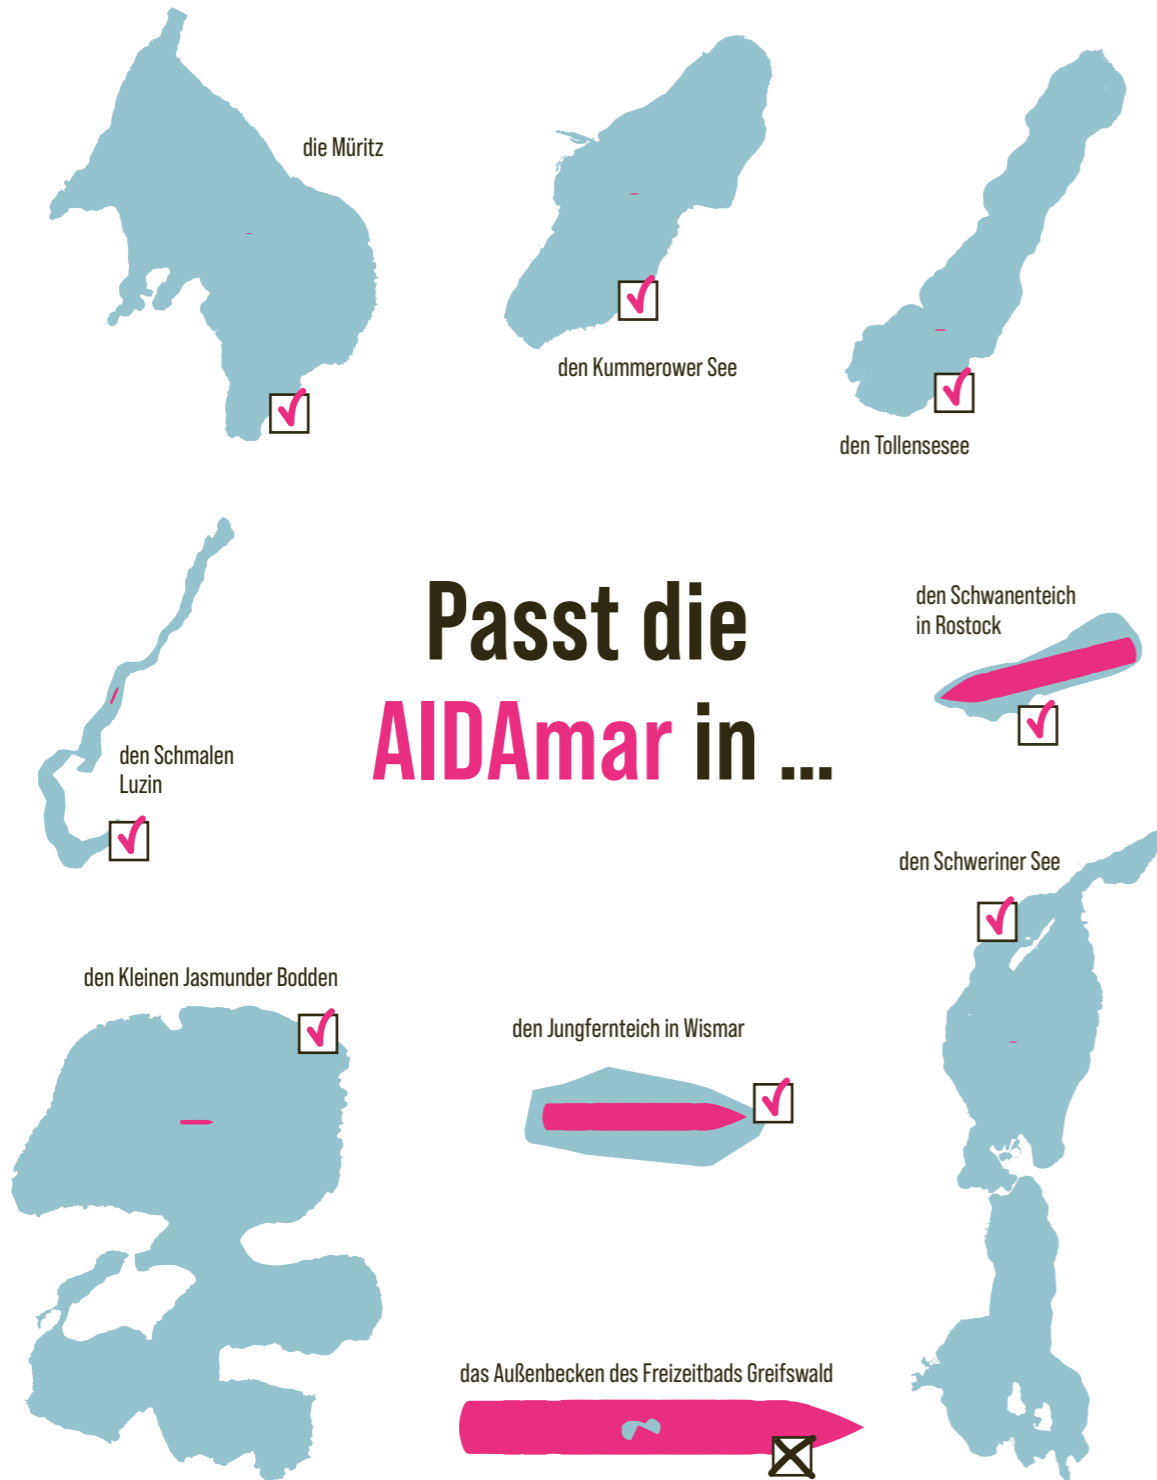 die Müritz
den Kummerower See
den Tollensesee
Passt die
AIDAmar in ...
den Schwanenteich
in Rostock
den Schmalen
Luzin
den Schweriner See
den Kleinen Jasmunder Bodden
den Jungfernteich in Wismar
das Außenbecken des Freizeitbads Greifswald